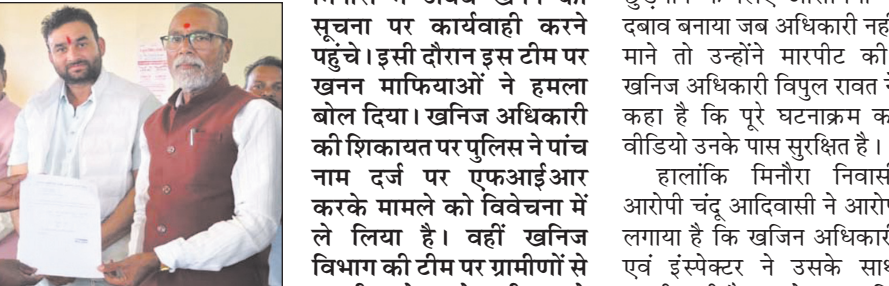 सूचना पर कार्यवाही करने
पहुंचे। इसी दौरान इस टीम पर
खनन माफियाओं ने हमला
बोल दिया। खनिज अधिकारी
की शिकायत पर पुलिस ने पांच
नाम दर्ज पर एफआईआर
करके मामले को विवेचना में
ले लिया है। वहीं खनिज
विभाग की टीम पर ग्रामीणों से
दबाव बनाया जब अधिकारी नहीं
माने तो उन्होंने मारपीट की
खनिज अधिकारी विपुल रावत ने
कहा है कि पूरे घटनाक्रम का
वीडियो उनके पास सुरक्षित है।
हालांकि मिनौरा निवासी
आरोपी चंदू आदिवासी ने आरोप
लगाया है कि खजिन अधिकारी
एवं इंस्पेक्टर ने उसके साथ